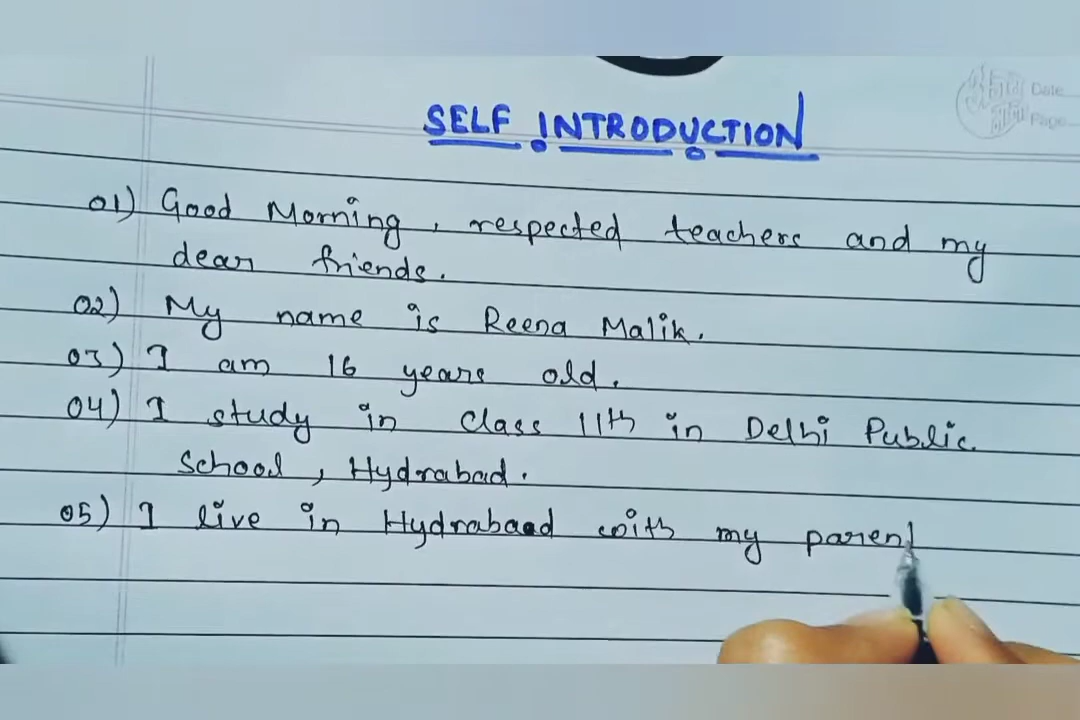 Date
Page
SELF INTRODUCTION
01) Good Morning, respected teachers and my
dear friends.
02) My name is Reena Malik.
03) I am 16 years old.
04) I study in Class 11th in Delhi Public
School, Hydrabad.
05) I live in Hydrabaad with my parent